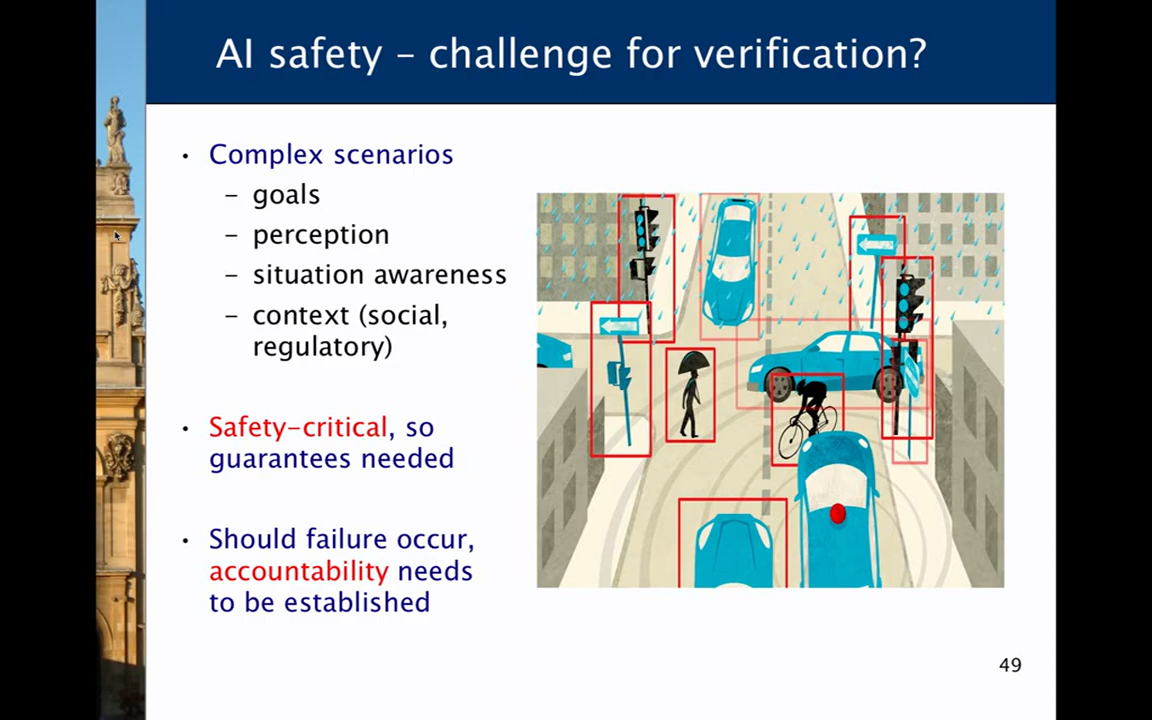 AI safety – challenge for verification?
• Complex scenarios
– goals
– perception
– situation awareness
– context (social,
regulatory)
• Safety-critical, so
guarantees needed
• Should failure occur,
accountability needs
to be established
49